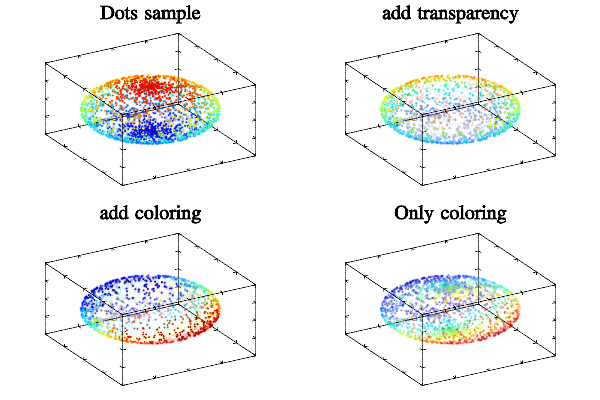 Dots sample
add transparency
add coloring
Only coloring